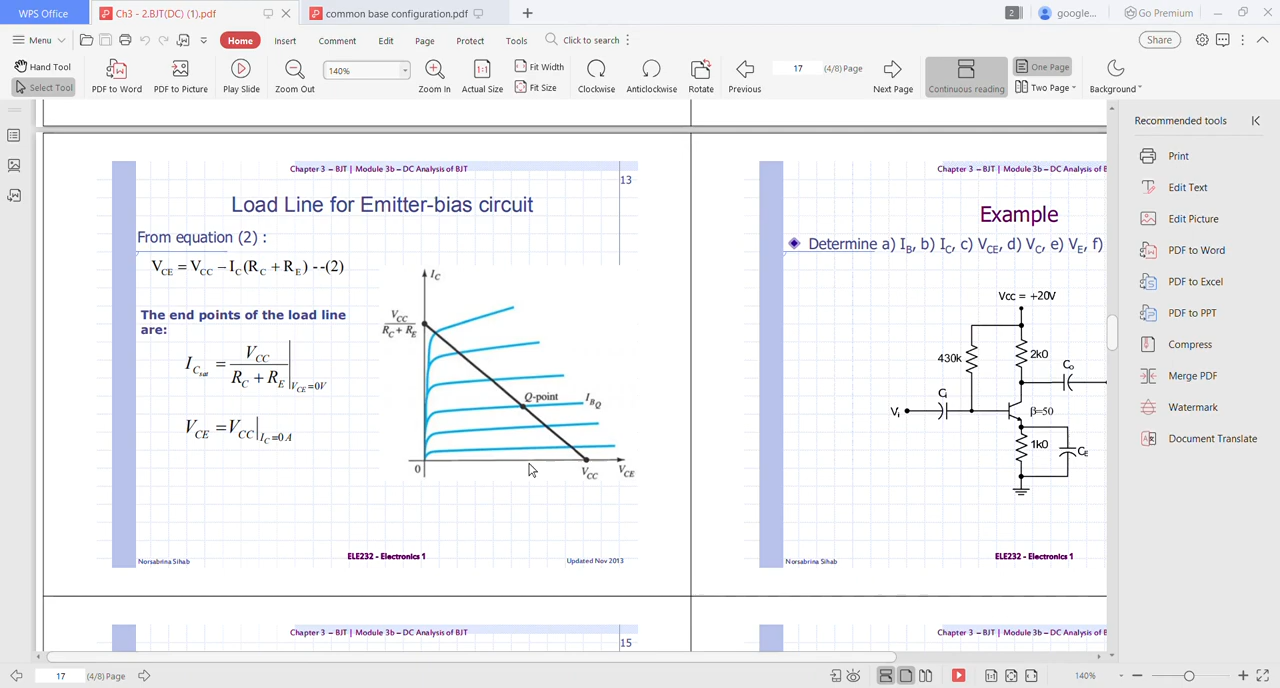 WPS Office
Ch3 - 2.BJT(DC) (1).pdf
common base configuration.pdf
2
google...
Go Premium
Menu
Home
Insert
Comment
Edit
Page
Protect
Tools
Click to search
Share
Hand Tool
Select Tool
PDF to Word
PDF to Picture
Play Slide
Zoom Out
140%
Zoom In
1:1
Actual Size
Fit Width
Fit Size
Clockwise
Anticlockwise
Rotate
Previous
17
(4/8)Page
Next Page
Continuous reading
One Page
Two Page
Background
Chapter 3 – BJT | Module 3b – DC Analysis of BJT
13
Load Line for Emitter-bias circuit
From equation (2) :
V_CE = V_CC − I_C(R_C + R_E) --(2)
The end points of the load line
are:
I_Csat = V_CC / (R_C + R_E) |V_CE=0V
V_CE = V_CC |I_C=0 A
I_C
V_CC
R_C + R_E
Q-point
I_BQ
0
V_CC
V_CE
Norsabrina Sihab
ELE232 - Electronics 1
Updated Nov 2013
Chapter 3 – BJT | Module 3b – DC Analysis of B
Example
Determine a) I_B, b) I_C, c) V_CE, d) V_C, e) V_E, f)
Vcc = +20V
430k
2k0
C_o
V_i
C_i
β=50
1k0
C_E
Norsabrina Sihab
ELE232 - Electronics 1
Chapter 3 – BJT | Module 3b – DC Analysis of BJT
15
Chapter 3 – BJT | Module 3b – DC Analysis of B
Recommended tools
Print
Edit Text
Edit Picture
PDF to Word
PDF to Excel
PDF to PPT
Compress
Merge PDF
Watermark
Document Translate
17
(4/8)Page
140%